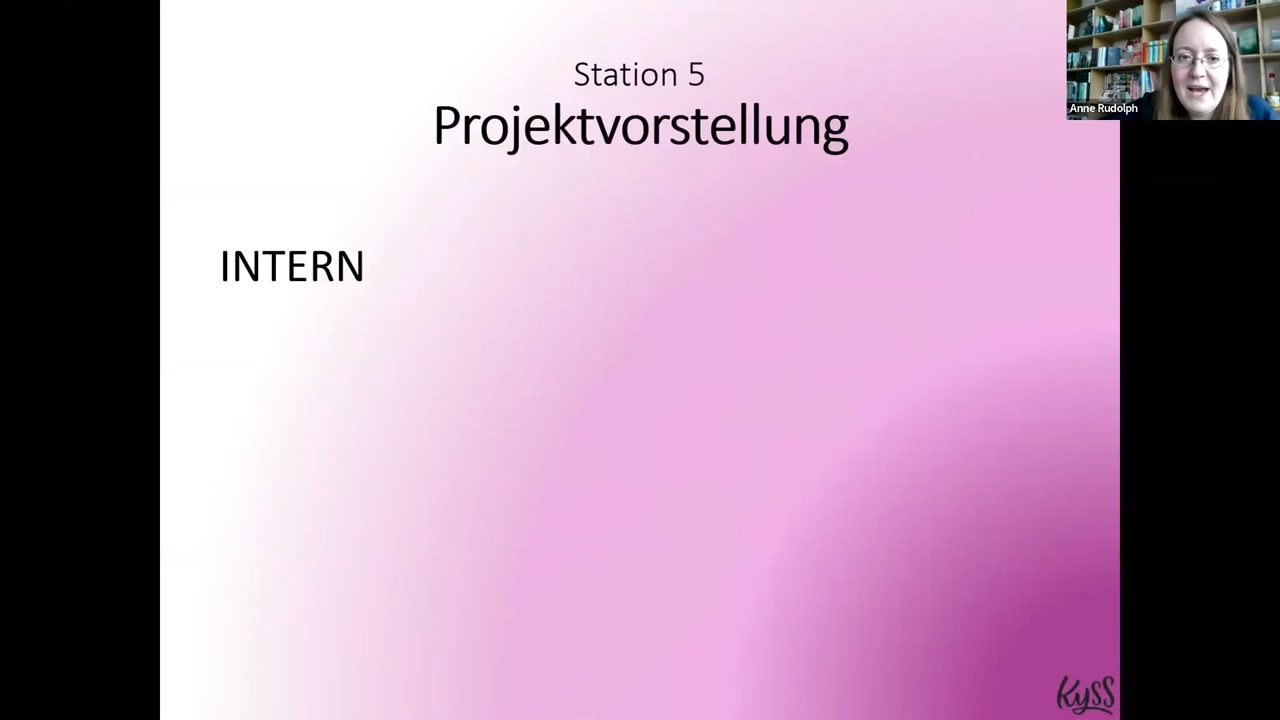 Station 5
Projektvorstellung
Anne Rudolph
INTERN
KySS